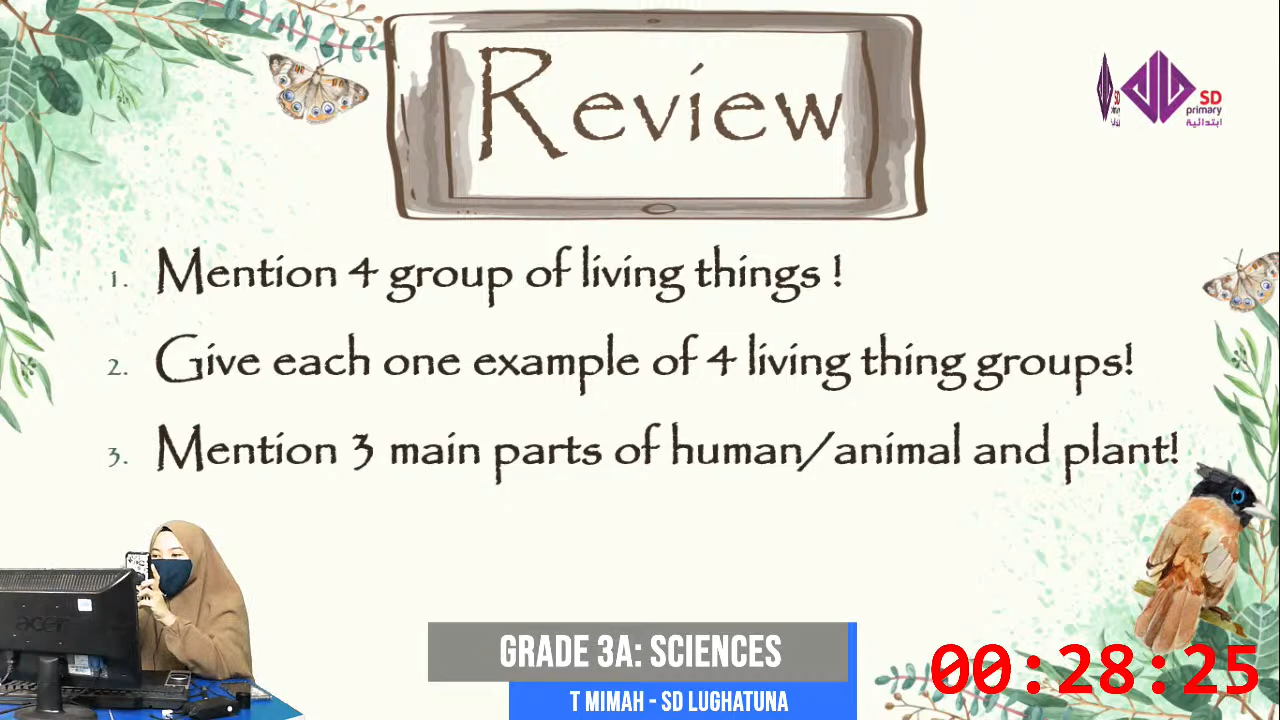 Review
SD
primary
ابتدائية
1. Mention 4 group of living things !
2. Give each one example of 4 living thing groups!
3. Mention 3 main parts of human/animal and plant!
acer
GRADE 3A: SCIENCES
T MIMAH - SD LUGHATUNA
00:28:25